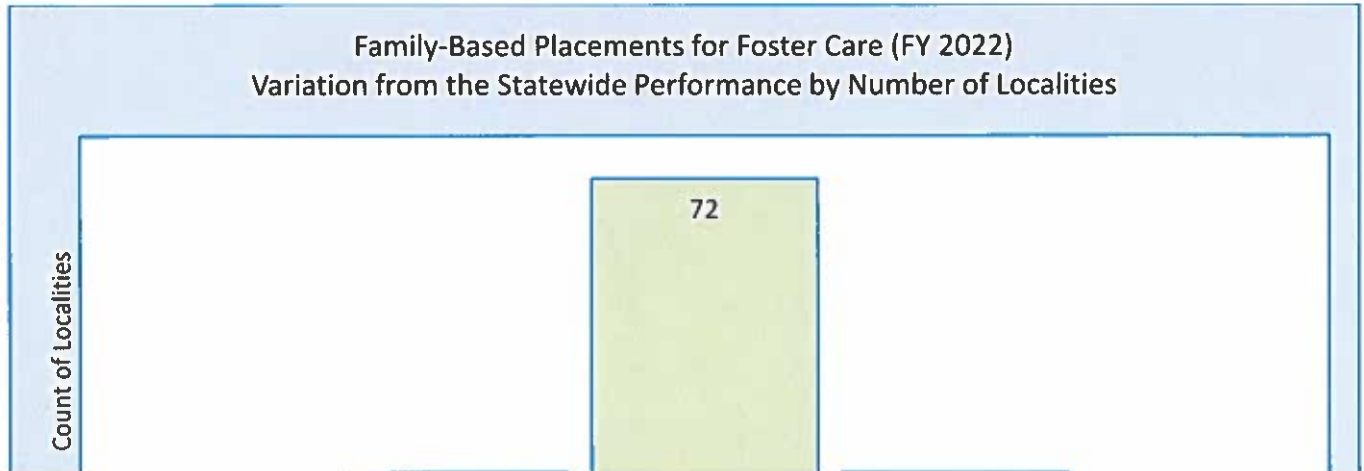 Family-Based Placements for Foster Care (FY 2022)
Variation from the Statewide Performance by Number of Localities
72
Count of Localities